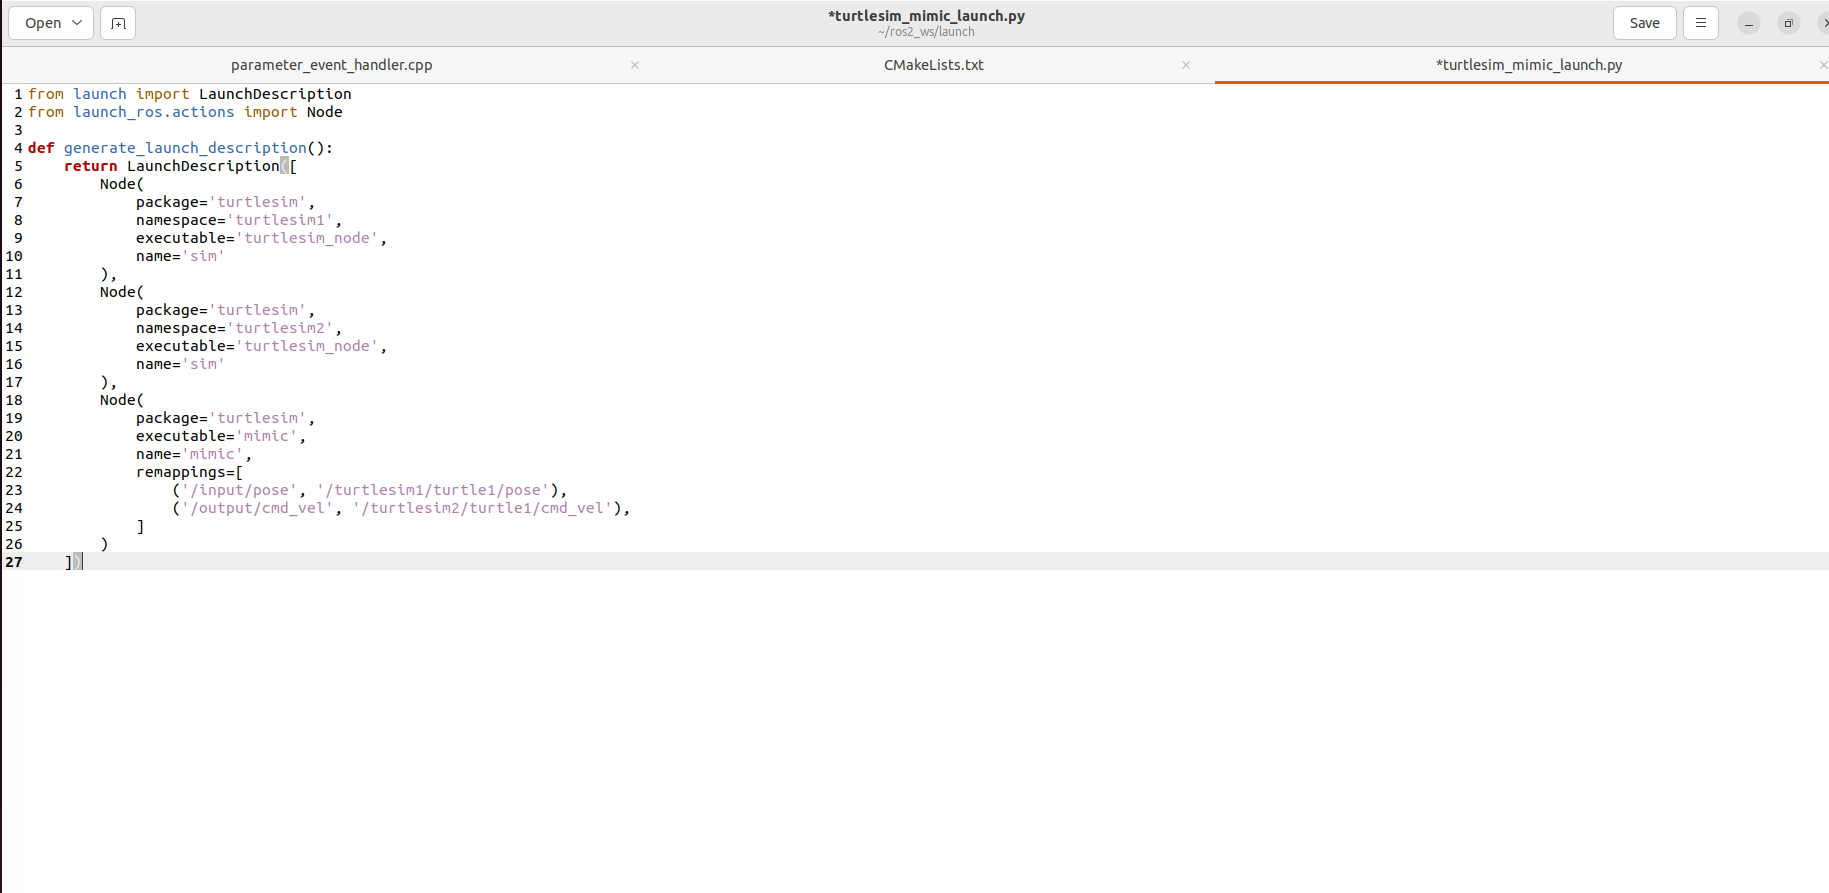 Open
*turtlesim_mimic_launch.py
~/ros2_ws/launch
Save
parameter_event_handler.cpp
CMakeLists.txt
*turtlesim_mimic_launch.py
1 from launch import LaunchDescription
2 from launch_ros.actions import Node
3
4 def generate_launch_description():
5     return LaunchDescription([
6         Node(
7             package='turtlesim',
8             namespace='turtlesim1',
9             executable='turtlesim_node',
10             name='sim'
11         ),
12         Node(
13             package='turtlesim',
14             namespace='turtlesim2',
15             executable='turtlesim_node',
16             name='sim'
17         ),
18         Node(
19             package='turtlesim',
20             executable='mimic',
21             name='mimic',
22             remappings=[
23                 ('/input/pose', '/turtlesim1/turtle1/pose'),
24                 ('/output/cmd_vel', '/turtlesim2/turtle1/cmd_vel'),
25             ]
26         )
27     ])